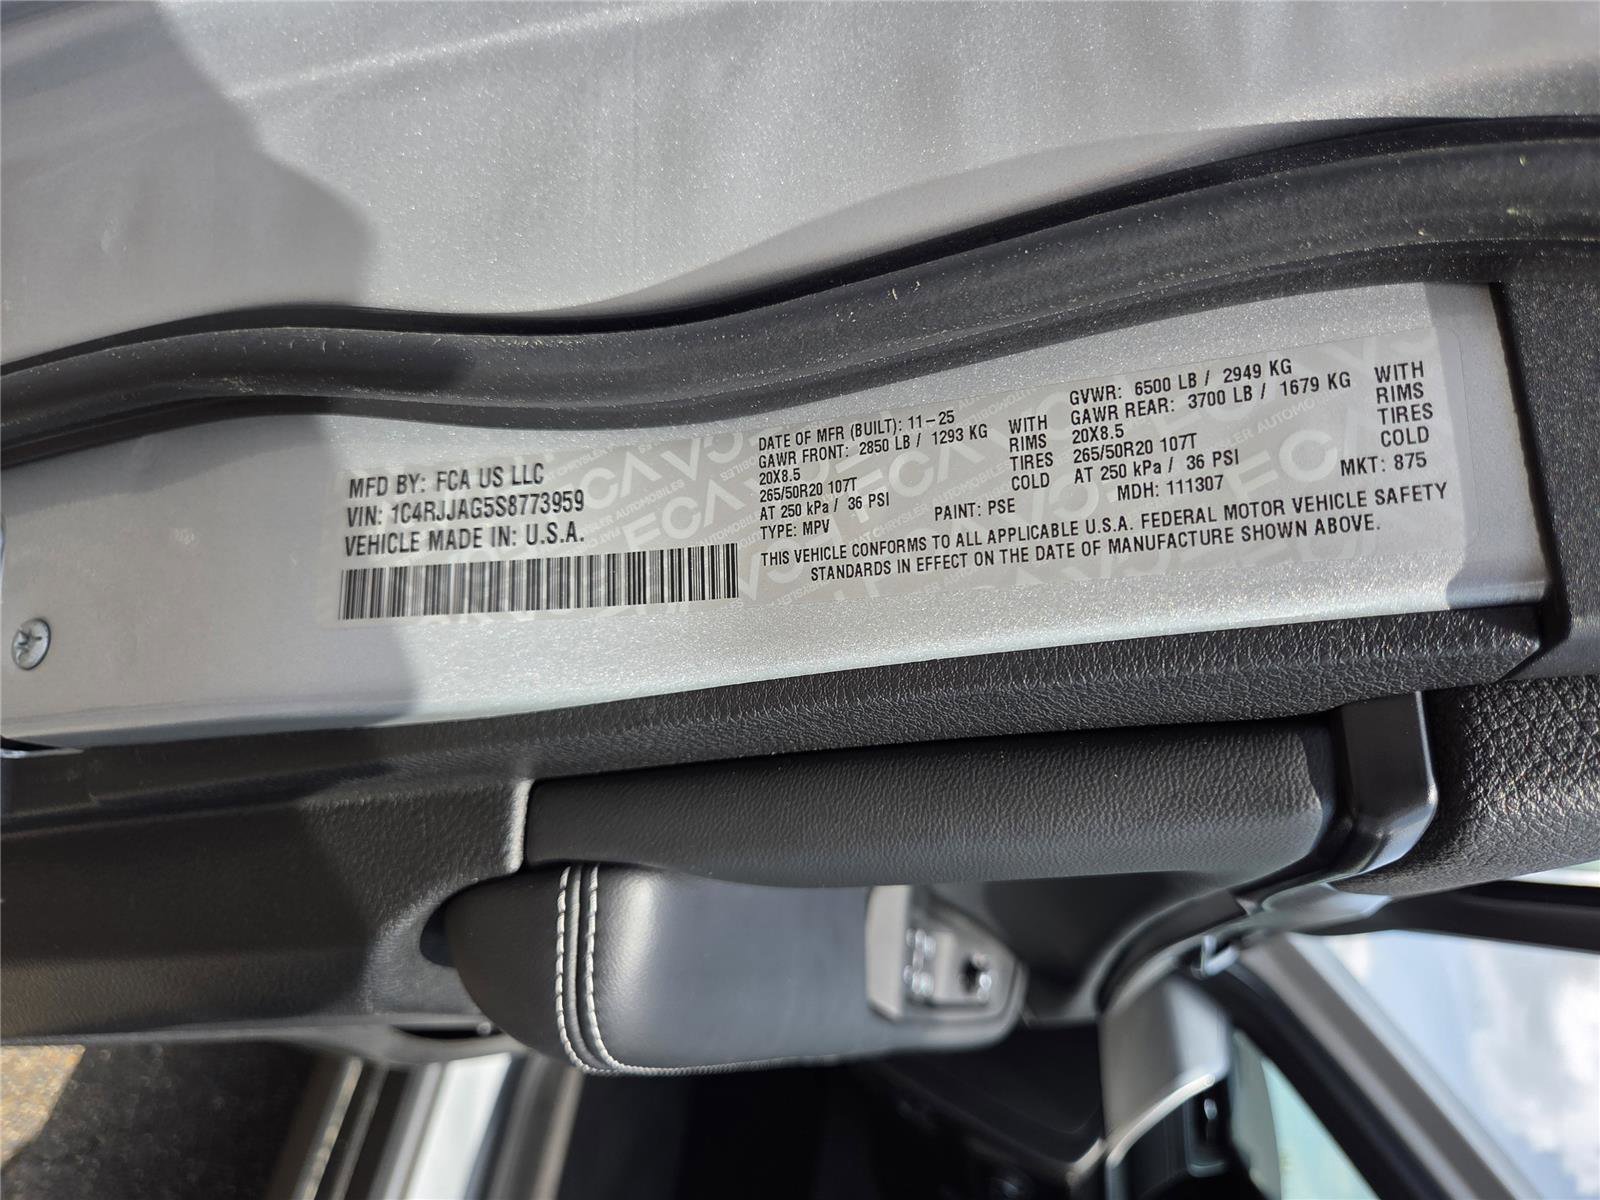 MFD BY: FCA US LLC
VIN: 1C4RJJAG5S8773959
VEHICLE MADE IN: U.S.A.
DATE OF MFR (BUILT): 11-25
GAWR FRONT: 2850 LB / 1293 KG
WITH
20X8.5
RIMS
265/50R20 107T
TIRES
AT 250 kPa / 36 PSI
COLD
TYPE: MPV
PAINT: PSE
GVWR: 6500 LB / 2949 KG
GAWR REAR: 3700 LB / 1679 KG
WITH
20X8.5
RIMS
265/50R20 107T
TIRES
AT 250 kPa / 36 PSI
COLD
MDH: 111307
MKT: 875
THIS VEHICLE CONFORMS TO ALL APPLICABLE U.S.A. FEDERAL MOTOR VEHICLE SAFETY
STANDARDS IN EFFECT ON THE DATE OF MANUFACTURE SHOWN ABOVE.